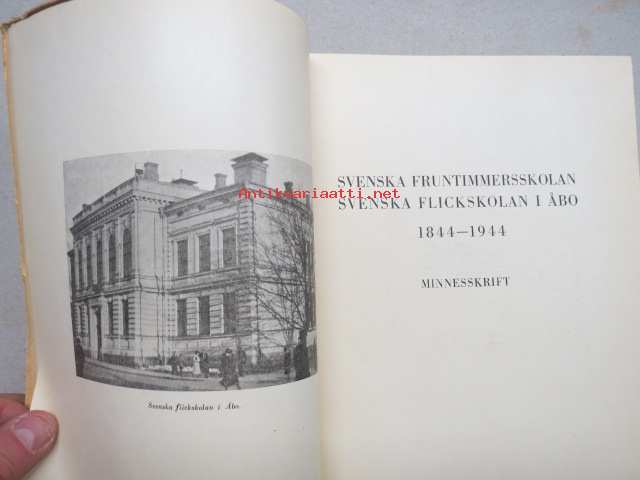 Svenska flickskolan i Åbo.
Antikvariaatti.net
SVENSKA FRUNTIMMERSSKOLAN
SVENSKA FLICKSKOLAN I ÅBO
1844—1944
MINNESSKRIFT